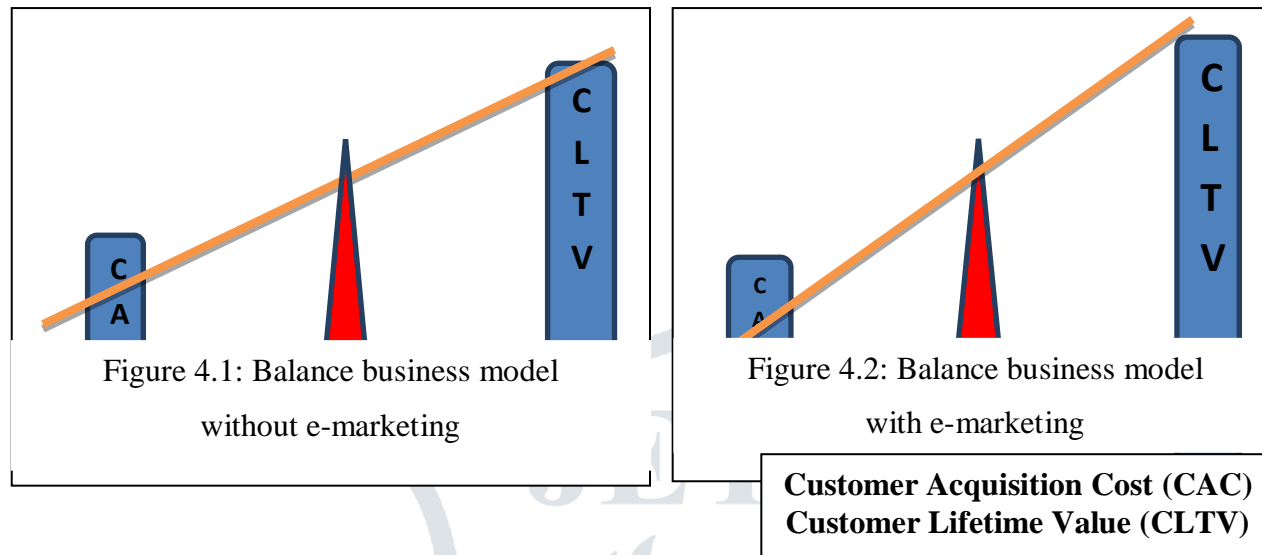 C
A
C
L
T
V
Figure 4.1: Balance business model
without e-marketing
C
A
C
L
T
V
Figure 4.2: Balance business model
with e-marketing
Customer Acquisition Cost (CAC)
Customer Lifetime Value (CLTV)